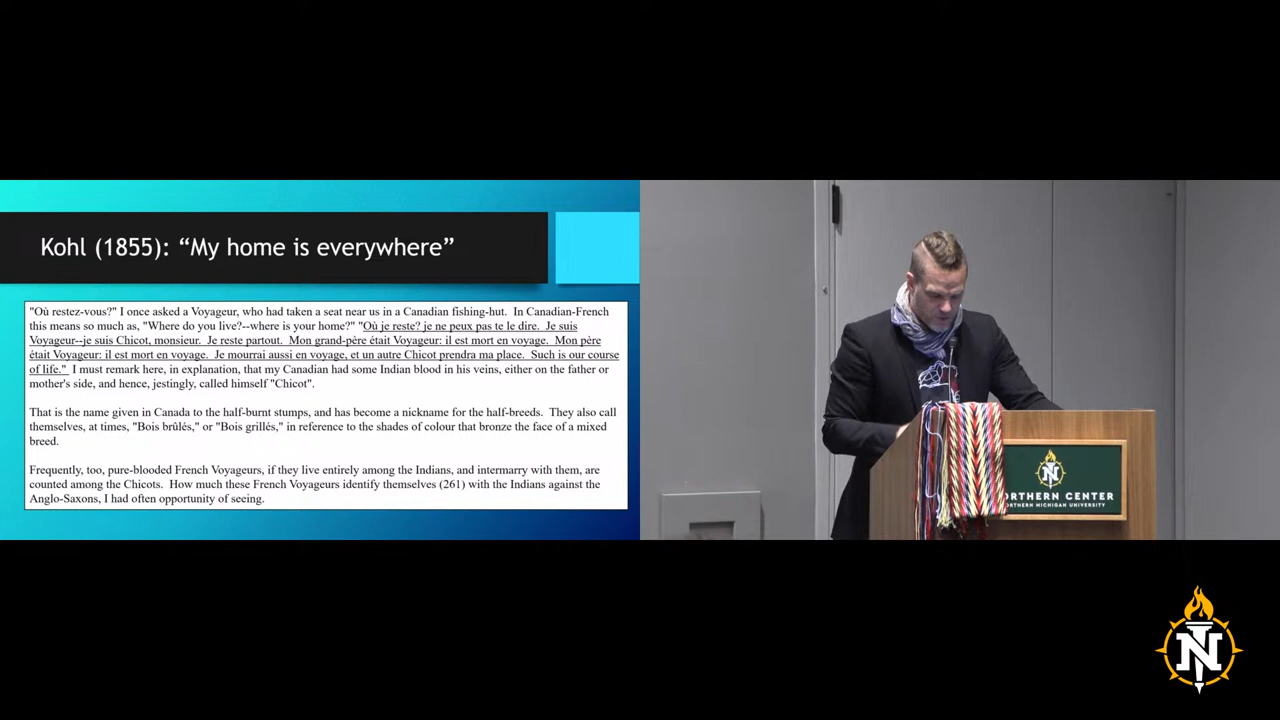 Kohl (1855): “My home is everywhere”
"Où restez-vous?" I once asked a Voyageur, who had taken a seat near us in a Canadian fishing-hut.  In Canadian-French
this means so much as, "Where do you live?--where is your home?" "Où je reste? je ne peux pas te le dire.  Je suis
Voyageur--je suis Chicot, monsieur.  Je reste partout.  Mon grand-père était Voyageur: il est mort en voyage.  Mon père
était Voyageur: il est mort en voyage.  Je mourrai aussi en voyage, et un autre Chicot prendra ma place.  Such is our course
of life."  I must remark here, in explanation, that my Canadian had some Indian blood in his veins, either on the father or
mother's side, and hence, jestingly, called himself "Chicot".
That is the name given in Canada to the half-burnt stumps, and has become a nickname for the half-breeds.  They also call
themselves, at times, "Bois brûlés," or "Bois grillés," in reference to the shades of colour that bronze the face of a mixed
breed.
Frequently, too, pure-blooded French Voyageurs, if they live entirely among the Indians, and intermarry with them, are
counted among the Chicots.  How much these French Voyageurs identify themselves (261) with the Indians against the
Anglo-Saxons, I had often opportunity of seeing.
ORTHERN CENTER
ORTHERN MICHIGAN UNIVERSITY
N